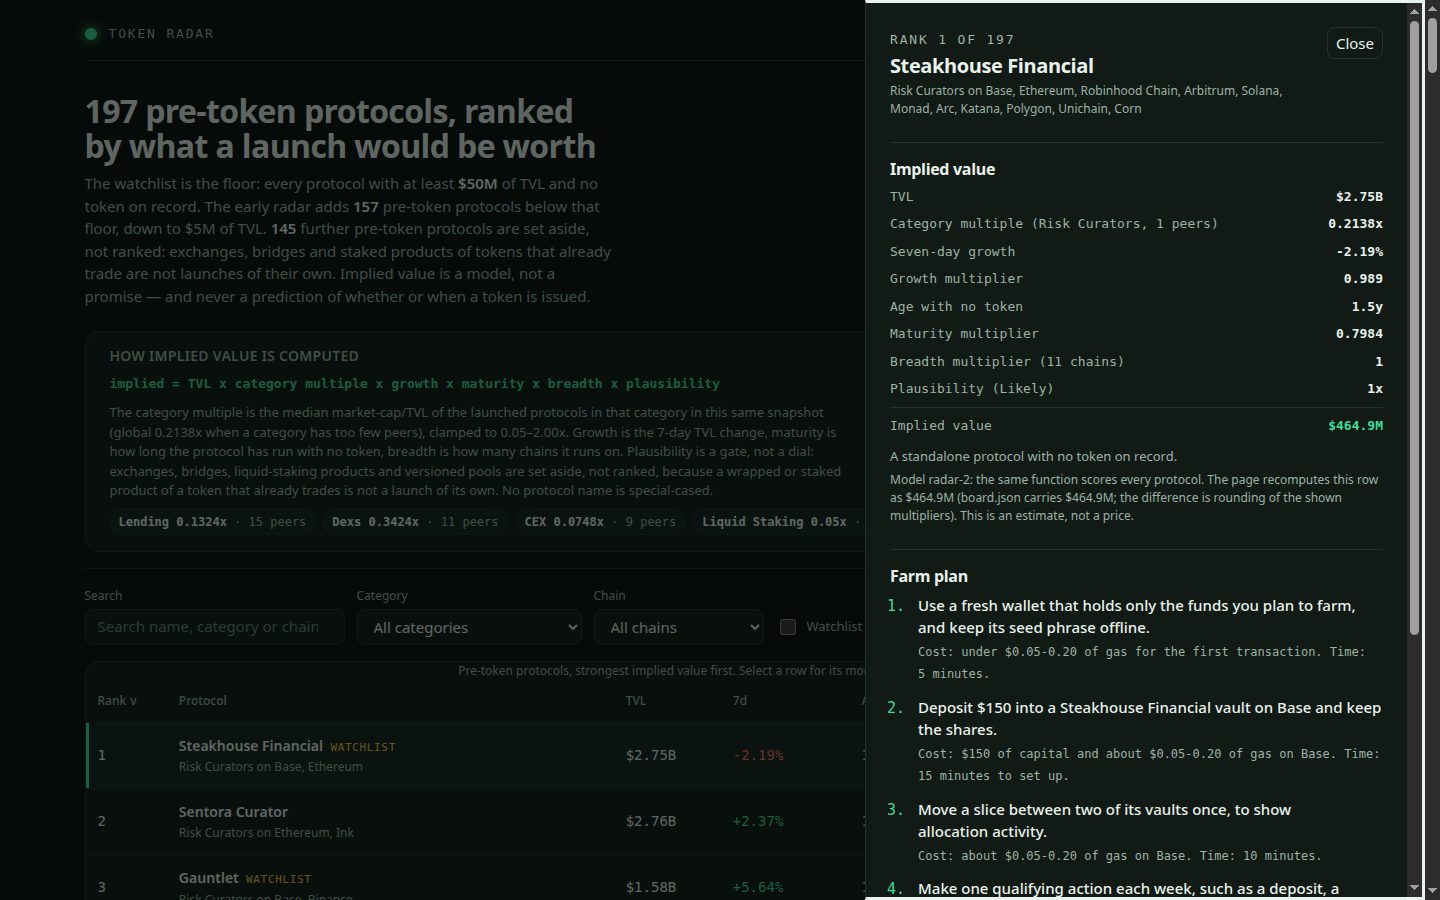 TOKEN RADAR
197 pre-token protocols, ranked
by what a launch would be worth
The watchlist is the floor: every protocol with at least $50M of TVL and no
token on record. The early radar adds 157 pre-token protocols below that
floor, down to $5M of TVL. 145 further pre-token protocols are set aside,
not ranked: exchanges, bridges and staked products of tokens that already
trade are not launches of their own. Implied value is a model, not a
promise — and never a prediction of whether or when a token is issued.
HOW IMPLIED VALUE IS COMPUTED
implied = TVL x category multiple x growth x maturity x breadth x plausibility
The category multiple is the median market-cap/TVL of the launched protocols in that category in this same snapshot
(global 0.2138x when a category has too few peers), clamped to 0.05–2.00x. Growth is the 7-day TVL change, maturity is
how long the protocol has run with no token, breadth is how many chains it runs on. Plausibility is a gate, not a dial:
exchanges, bridges, liquid-staking products and versioned pools are set aside, not ranked, because a wrapped or staked
product of a token that already trades is not a launch of its own. No protocol name is special-cased.
Lending 0.1324x · 15 peers Dexs 0.3424x · 11 peers CEX 0.0748x · 9 peers Liquid Staking 0.05x ·
Search Category Chain
Search name, category or chain All categories All chains Watchlist
Pre-token protocols, strongest implied value first. Select a row for its mo
Rank v Protocol TVL 7d
1 Steakhouse Financial WATCHLIST $2.75B -2.19%
Risk Curators on Base, Ethereum
2 Sentora Curator $2.76B +2.37%
Risk Curators on Ethereum, Ink
3 Gauntlet WATCHLIST $1.58B +5.64%
Risk Curators on Base, Binance
RANK 1 OF 197
Close
Steakhouse Financial
Risk Curators on Base, Ethereum, Robinhood Chain, Arbitrum, Solana,
Monad, Arc, Katana, Polygon, Unichain, Corn
Implied value
TVL $2.75B
Category multiple (Risk Curators, 1 peers) 0.2138x
Seven-day growth -2.19%
Growth multiplier 0.989
Age with no token 1.5y
Maturity multiplier 0.7984
Breadth multiplier (11 chains) 1
Plausibility (Likely) 1x
Implied value $464.9M
A standalone protocol with no token on record.
Model radar-2: the same function scores every protocol. The page recomputes this row
as $464.9M (board.json carries $464.9M; the difference is rounding of the shown
multipliers). This is an estimate, not a price.
Farm plan
1. Use a fresh wallet that holds only the funds you plan to farm,
and keep its seed phrase offline.
Cost: under $0.05-0.20 of gas for the first transaction. Time:
5 minutes.
2. Deposit $150 into a Steakhouse Financial vault on Base and keep
the shares.
Cost: $150 of capital and about $0.05-0.20 of gas on Base. Time:
15 minutes to set up.
3. Move a slice between two of its vaults once, to show
allocation activity.
Cost: about $0.05-0.20 of gas on Base. Time: 10 minutes.
4. Make one qualifying action each week, such as a deposit, a